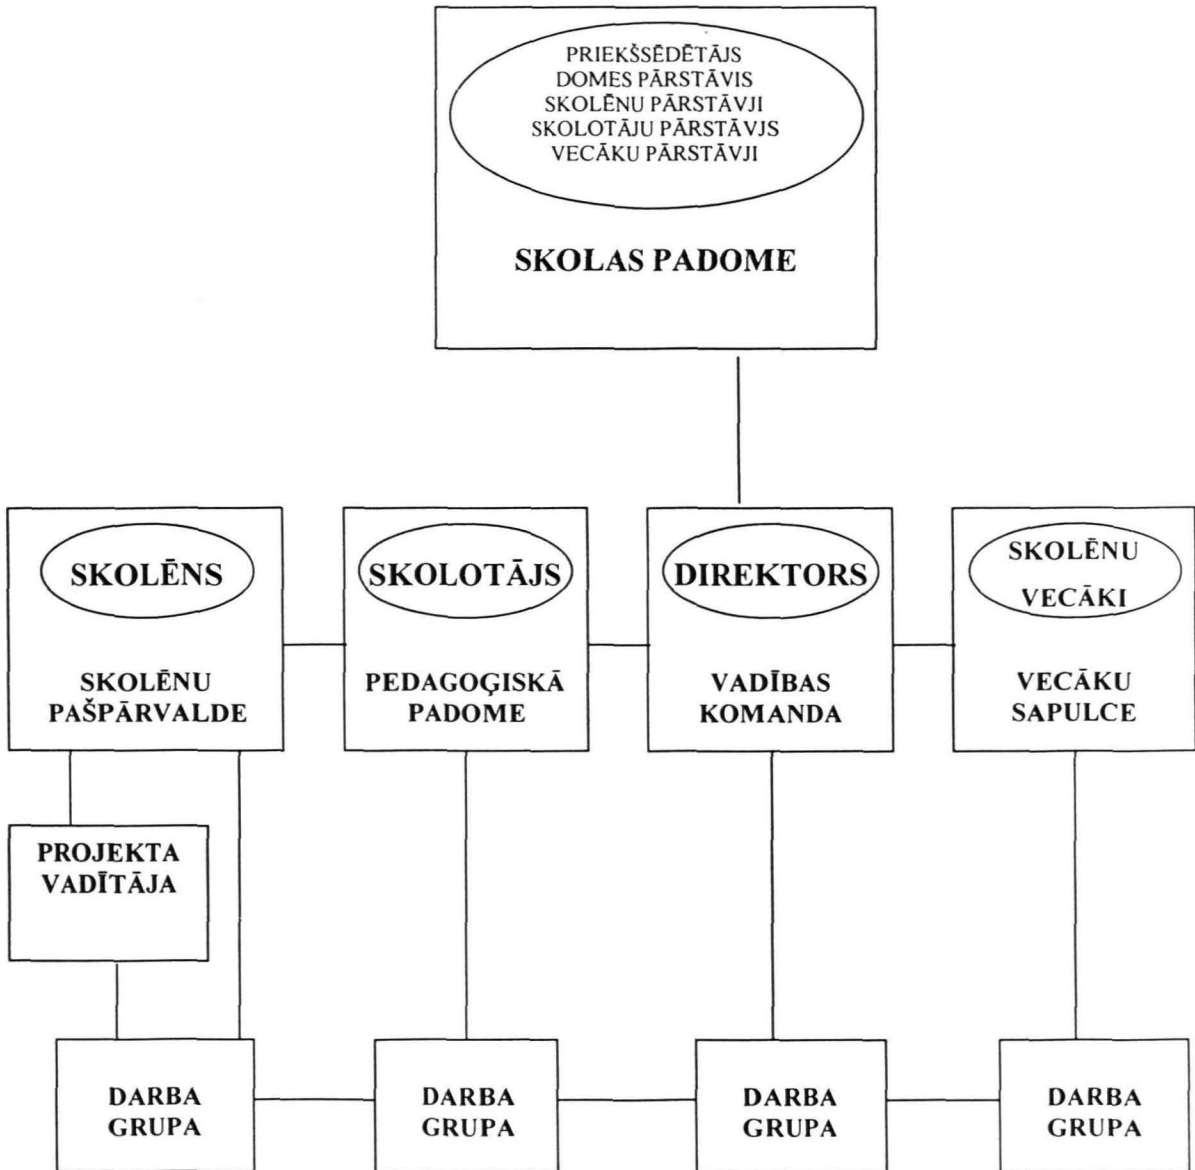 PRIEKŠSĒDĒTĀJS
DOMES PĀRSTĀVIS
SKOLĒNU PĀRSTĀVJI
SKOLOTĀJU PĀRSTĀVJS
VECĀKU PĀRSTĀVJI
SKOLAS PADOME
SKOLĒNS
SKOLĒNU
PAŠPĀRVALDE
SKOLOTĀJS
PEDAGOĢISKĀ
PADOME
DIREKTORS
VADĪBAS
KOMANDA
SKOLĒNU
VECĀKI
VECĀKU
SAPULCE
PROJEKTA
VADĪTĀJA
DARBA
GRUPA
DARBA
GRUPA
DARBA
GRUPA
DARBA
GRUPA